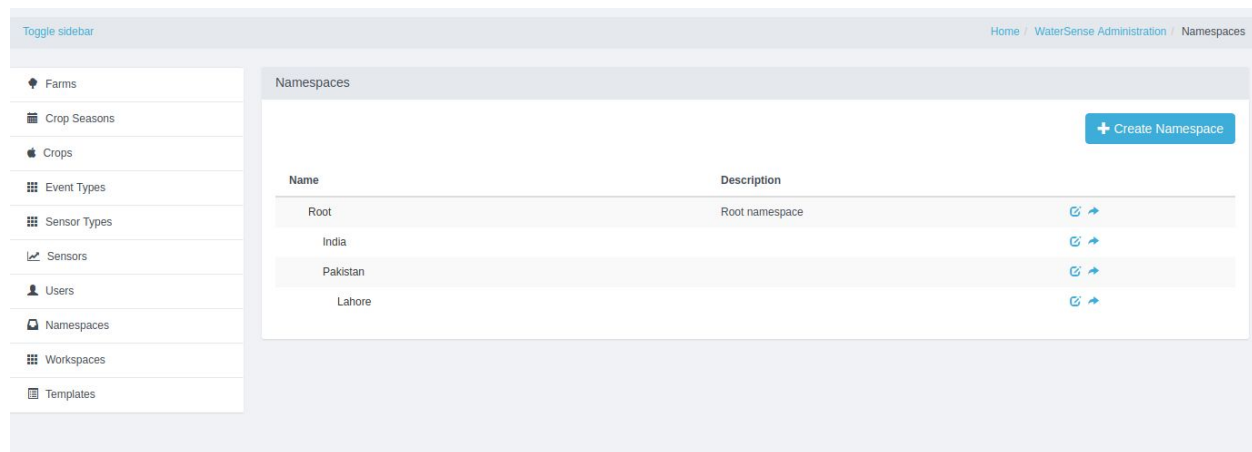 Toggle sidebar
Home / WaterSense Administration / Namespaces
Farms
Crop Seasons
Crops
Event Types
Sensor Types
Sensors
Users
Namespaces
Workspaces
Templates
Namespaces
Create Namespace
Name Description
Root Root namespace
India
Pakistan
Lahore